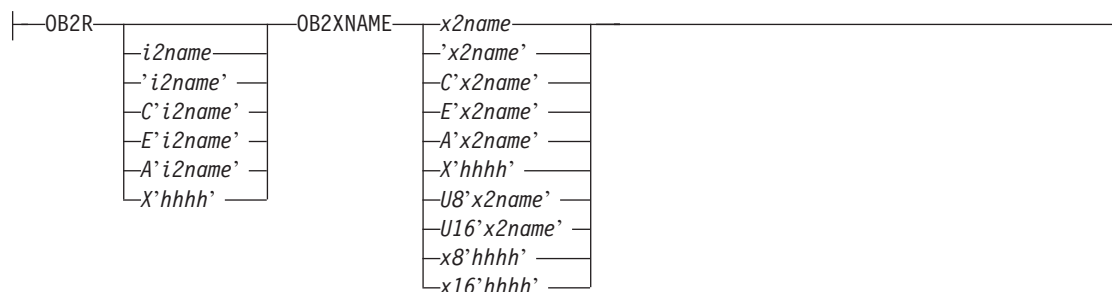 OB2R OB2XNAME x2name
i2name ’x2name’
’i2name’ C’x2name’
C’i2name’ E’x2name’
E’i2name’ A’x2name’
A’i2name’ X’hhhh’
X’hhhh’ U8’x2name’
U16’x2name’
x8’hhhh’
x16’hhhh’